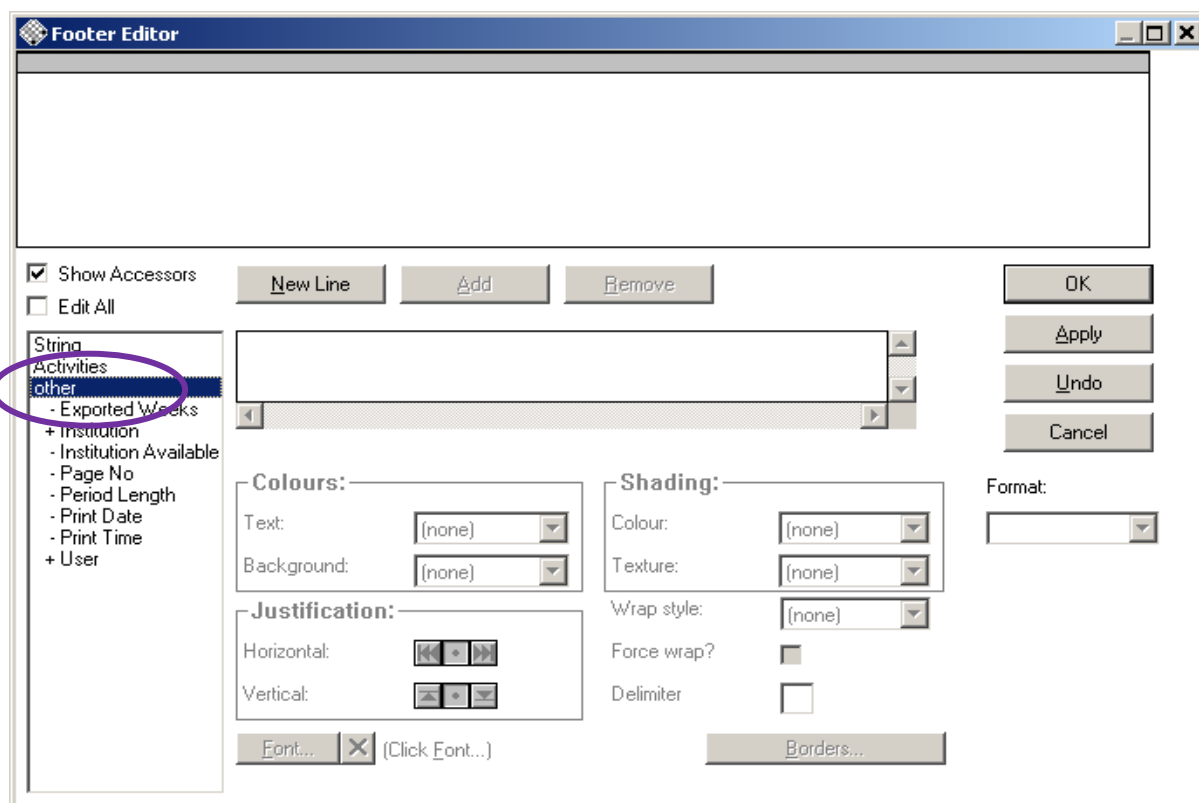 Footer Editor
Show Accessors
Edit All
New Line
Add
Remove
OK
Apply
Undo
Cancel
String
Activities
other
- Exported Weeks
+ Institution
- Institution Available
- Page No
- Period Length
- Print Date
- Print Time
+ User
Colours:
Text:
(none)
Background:
(none)
Shading:
Colour:
(none)
Texture:
(none)
Format:
Justification:
Horizontal:
Vertical:
Wrap style:
(none)
Force wrap?
Delimiter
Font...
(Click Font...)
Borders...